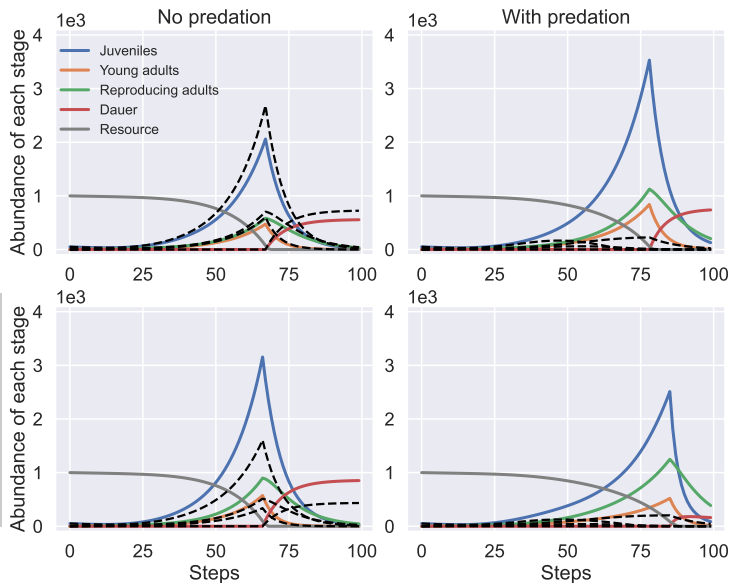 No predation
With predation
1e3
1e3
Abundance of each stage
4
3
2
1
0
Juveniles
Young adults
Reproducing adults
Dauer
Resource
4
3
2
1
0
0 25 50 75 100
0 25 50 75 100
1e3
1e3
Abundance of each stage
4
3
2
1
0
4
3
2
1
0
0 25 50 75 100
0 25 50 75 100
Steps
Steps